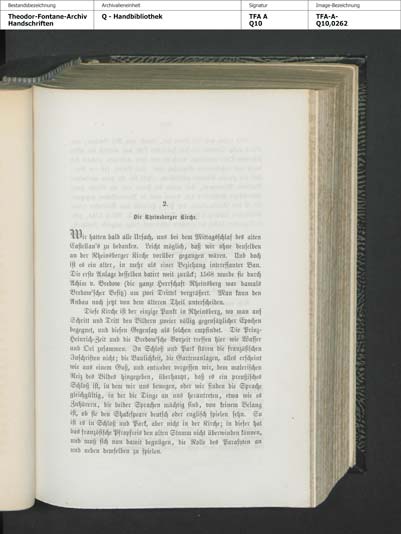 Bestandsbezeichnung
Archivalieneinheit
Signatur
Image-Bezeichnung
Theodor-Fontane-Archiv
Handschriften
Q - Handbibliothek
TFA A
Q10
TFA-A-
Q10,0262
2.
Die Rheinsberger Kirche.
Wir hatten bald alle Ursach, uns bei dem Mittagsschlaf des alten
Castellan's zu bedanken. Leicht möglich, daß wir ohne denselben
an der Rheinsberger Kirche vorüber gegangen wären. Und doch
ist es ein alter, in mehr als einer Beziehung interessanter Bau.
Die erste Anlage desselben datirt weit zurück; 1568 wurde sie durch
Achim v. Bredow (die ganze Herrschaft Rheinsberg war damals
Bredow'scher Besitz) um zwei Drittel vergrößert. Man kann den
Anbau noch jetzt von dem älteren Theil unterscheiden.
Diese Kirche ist der einzige Punkt in Rheinsberg, wo man auf
Schritt und Tritt den Bildern zweier völlig gegensätzlicher Epochen
begegnet, und diesen Gegensatz als solchen empfindet. Die Prinz-
Heinrich-Zeit und die Bredow'sche Vorzeit treffen hier wie Wasser
und Oel zusammen. In Schloß und Park stören die französischen
Inschriften nicht; die Baulichkeit, die Gartenanlagen, alles erscheint
wie aus einem Guß, und entweder vergessen wir, dem malerischen
Reiz des Bildes hingegeben, überhaupt, daß es ein preußisches
Schloß ist, in dem wir uns bewegen, oder wir finden die Sprache
gleichgültig, in der die Dinge an uns herantreten, etwa wie es
Zuhörern, die beider Sprachen mächtig sind, von keinem Belang
ist, ob sie den Shakespeare deutsch oder englisch spielen sehn. So
ist es in Schloß und Park, aber nicht in der Kirche; in dieser hat
das französische Pfropfreis den alten Stamm nicht überwinden können,
und muß sich nun damit begnügen, die Rolle des Parasyten an
und neben demselben zu spielen.